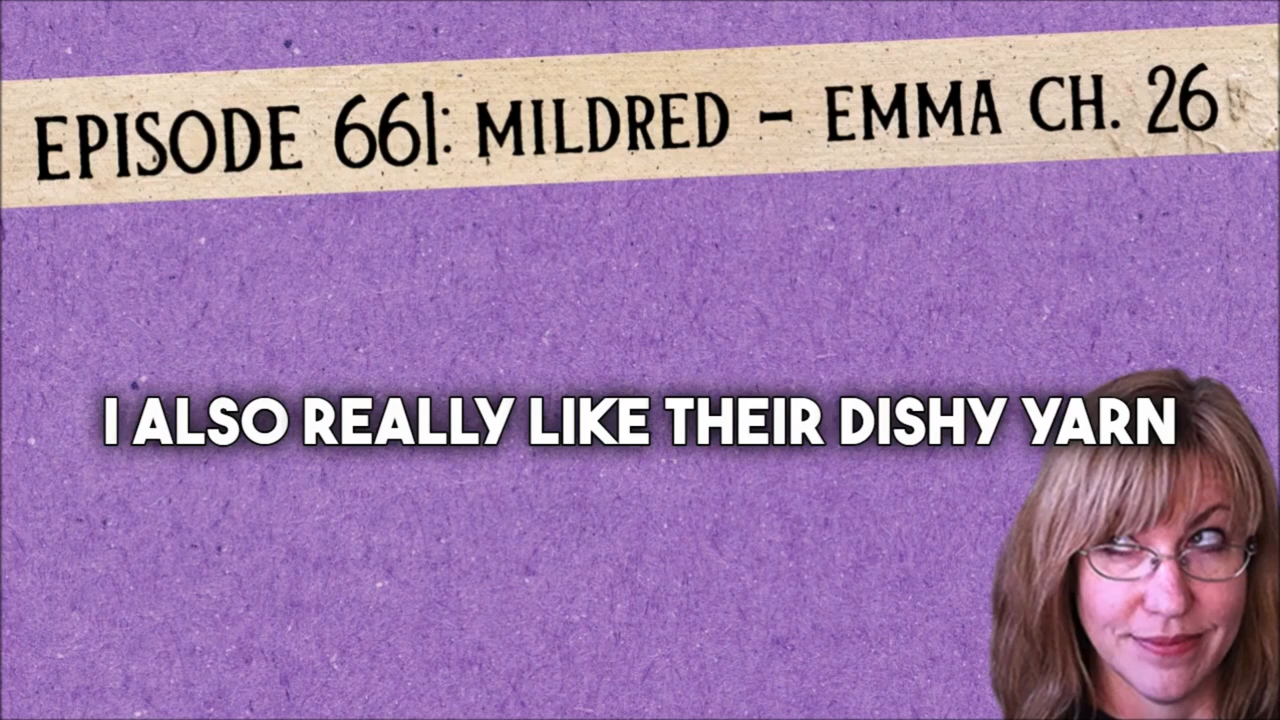 EPISODE 661: MILDRED - EMMA CH. 26
I ALSO REALLY LIKE THEIR DISHY YARN